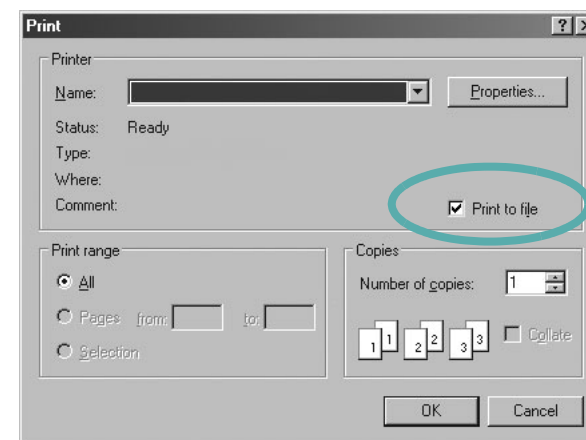 Print
Printer
Name:
Properties...
Status: Ready
Type:
Where:
Comment:
Print to file
Print range
All
Pages from: to:
Selection
Copies
Number of copies: 1
1 1 2 2 3 3
Collate
OK Cancel